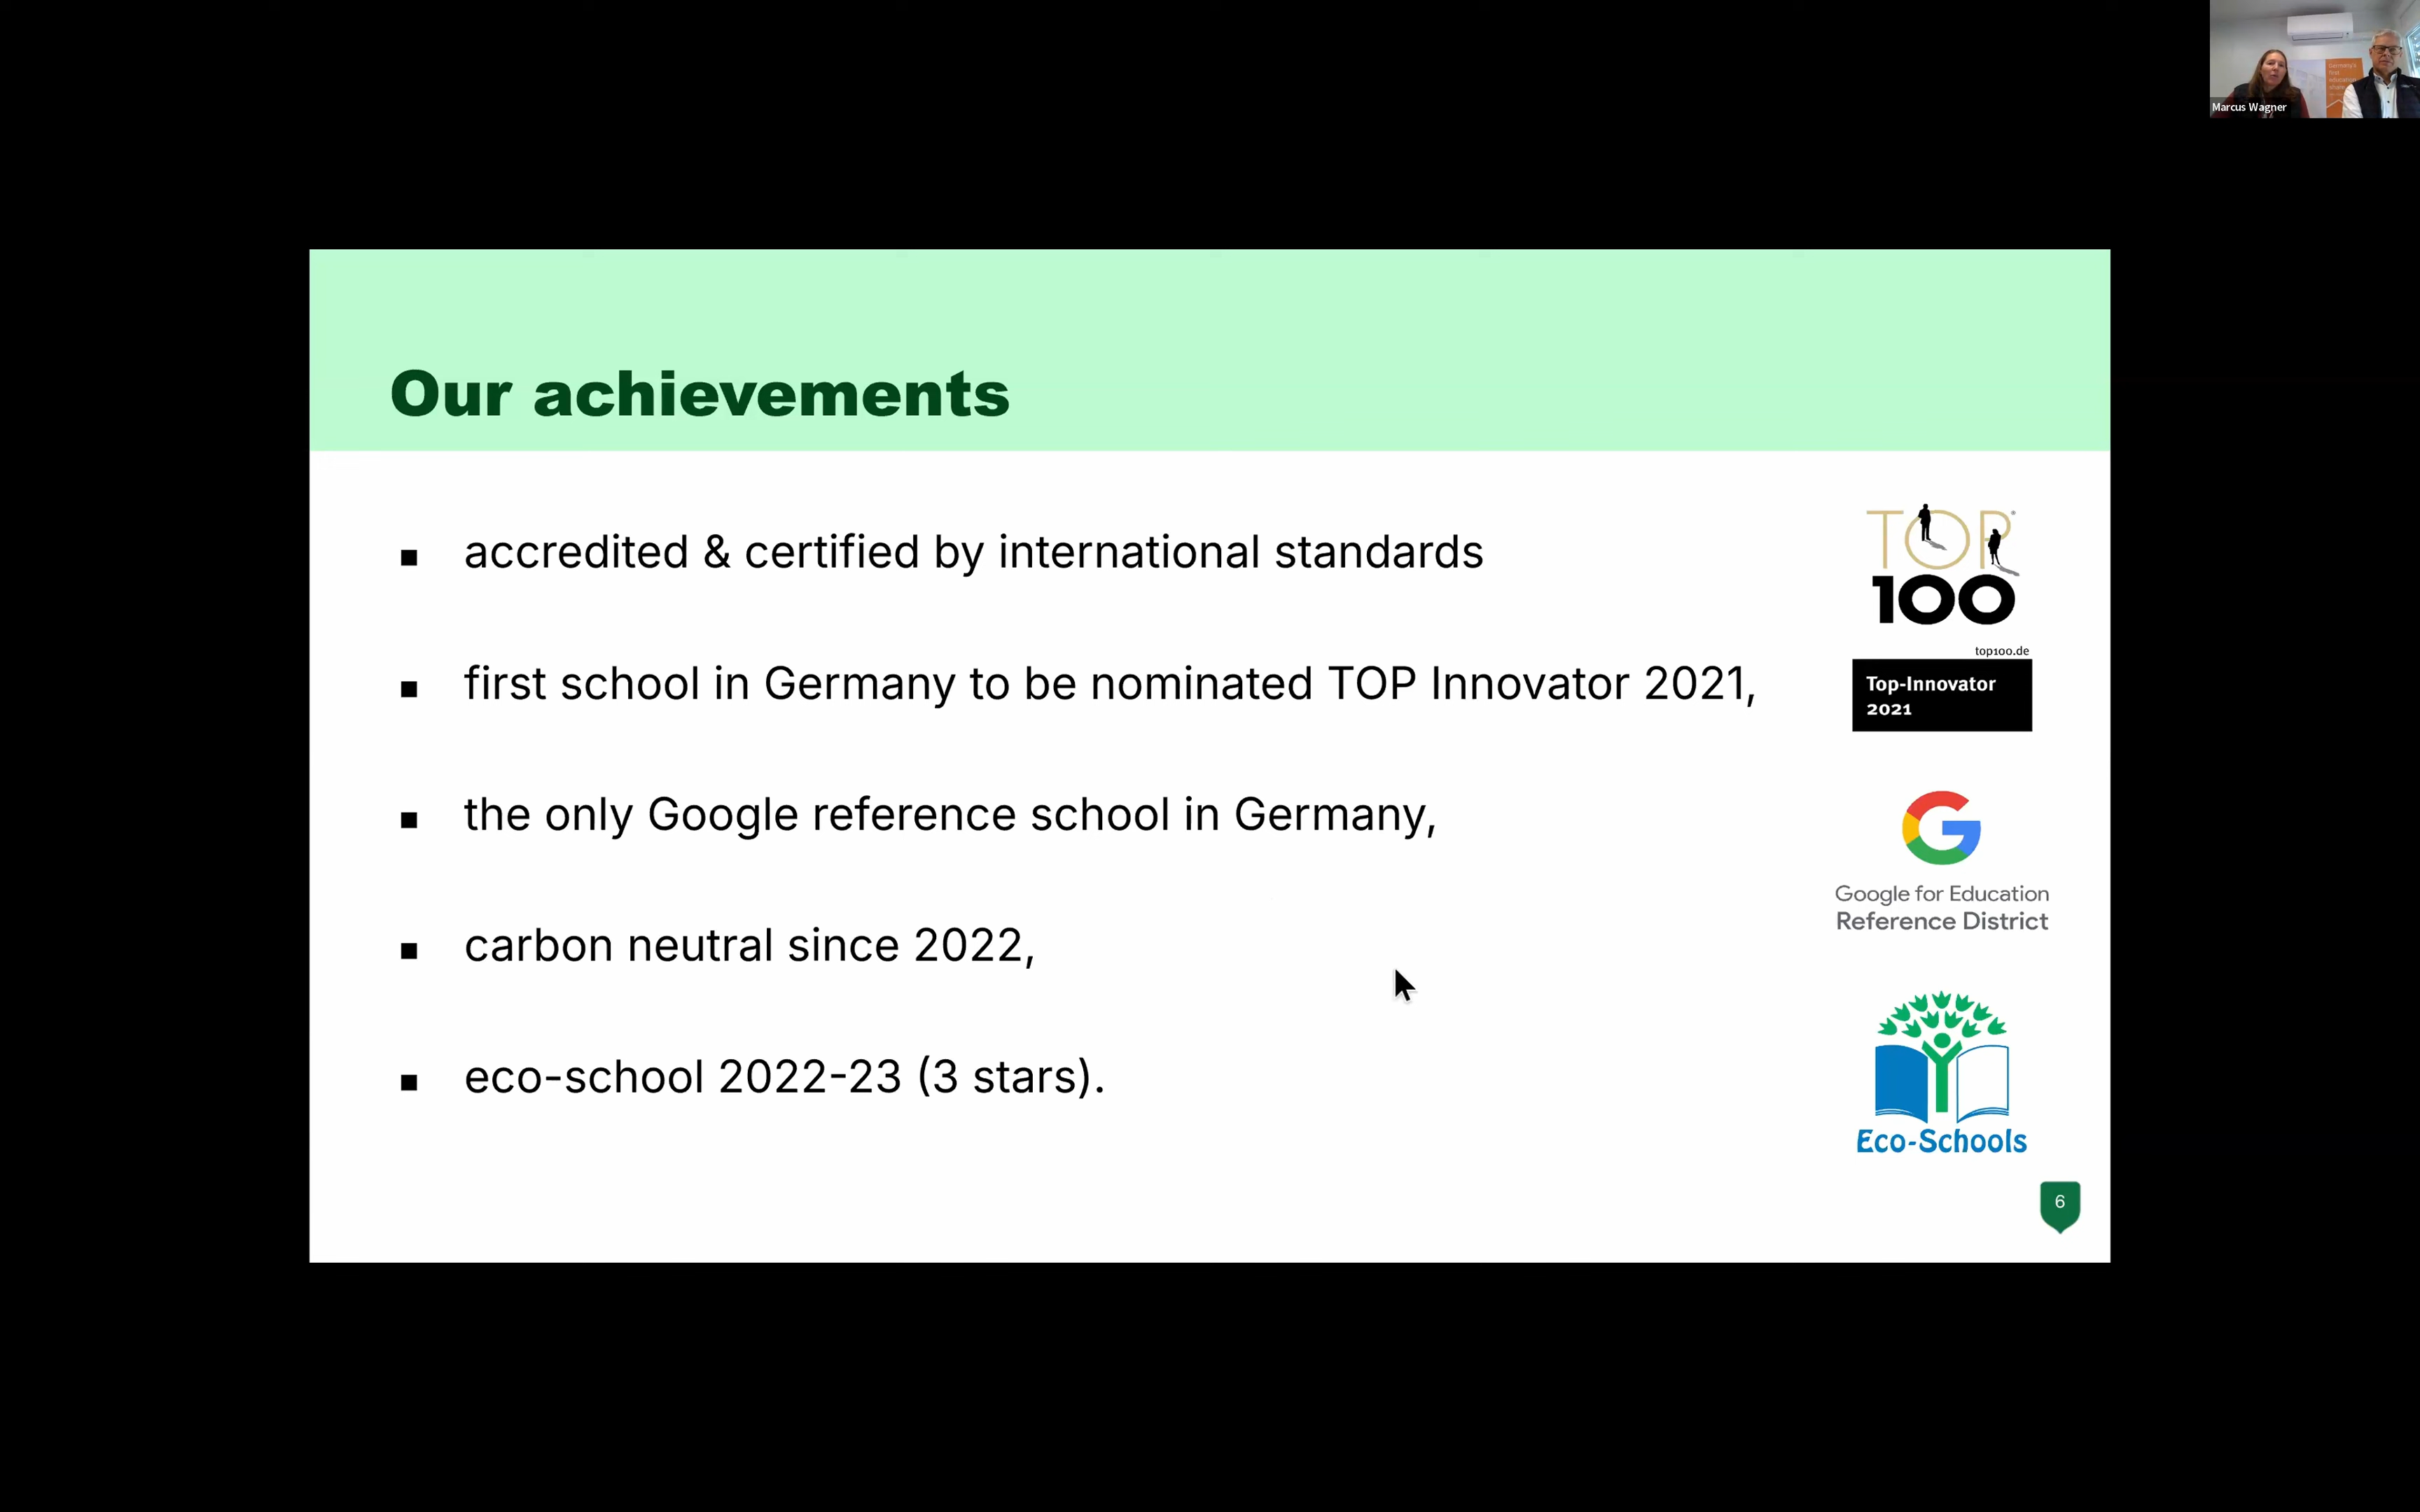 Marcus Wagner
Our achievements
▪ accredited & certified by international standards
▪ first school in Germany to be nominated TOP Innovator 2021,
▪ the only Google reference school in Germany,
▪ carbon neutral since 2022,
▪ eco-school 2022-23 (3 stars).
TOP
100
top100.de
Top-Innovator
2021
Google for Education
Reference District
Eco-Schools
6